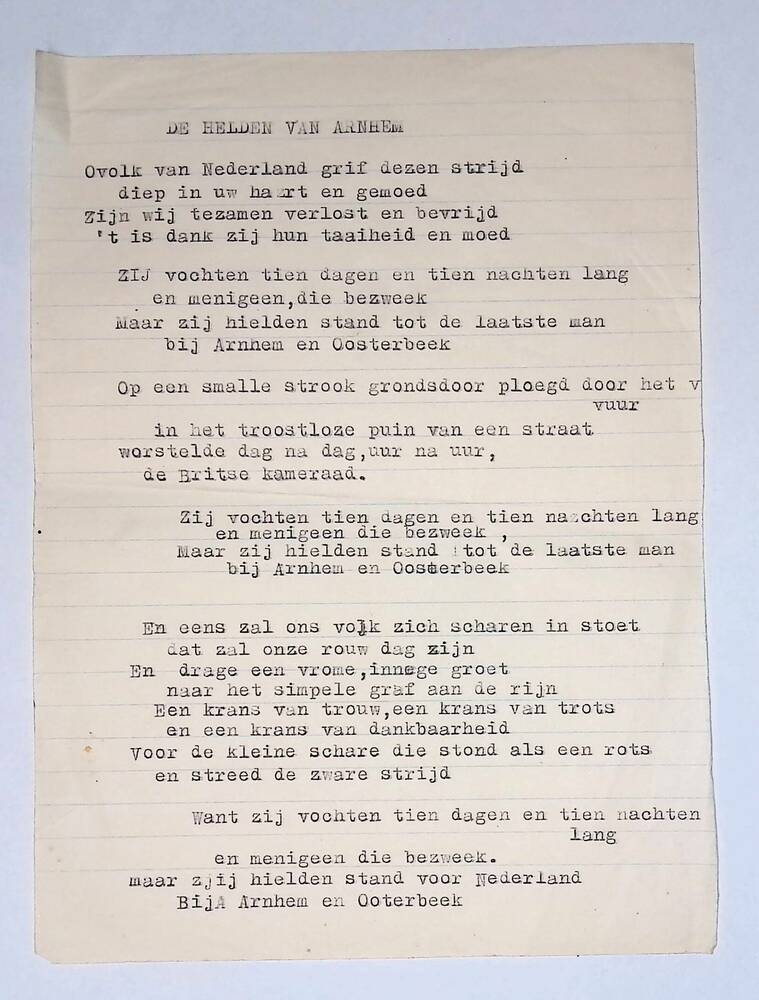 DE HELDEN VAN ARNHEM
Ovolk van Nederland grif dezen strijd
diep in uw haart en gemoed
Zijn wij tezamen verlost en bevrijd
't is dank zij hun taaiheid en moed
ZIJ vochten tien dagen en tien nachten lang
en menigeen,die bezweek
Maar zij hielden stand tot de laatste man
bij Arnhem en Oosterbeek
Op een smalle strook grondsdoor ploegd door het v
vuur
in het troostloze puin van een straat
worstelde dag na dag,uur na uur,
de Britse kameraad.
Zij vochten tien dagen en tien nachten lang
en menigeen die bezweek ,
Maar zij hielden stand tot de laatste man
bij Arnhem en Oosterbeek
En eens zal ons volk zich scharen in stoet
dat zal onze rouw dag zijn
En drage een vrome,innege groet
naar het simpele graf aan de rijn
Een krans van trouw,een krans van trots
en een krans van dankbaarheid
Voor de kleine schare die stond als een rots
en streed de zware strijd
Want zij vochten tien dagen en tien nachten
lang
en menigeen die bezweek.
maar zjij hielden stand voor Nederland
BijA Arnhem en Ooterbeek